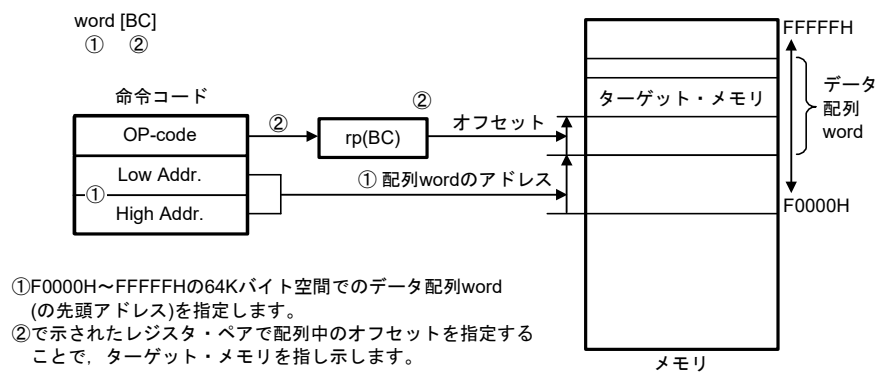 word [BC]
① ②
命令コード
OP-code
Low Addr.
①
High Addr.
②
rp(BC)
②
オフセット
① 配列wordのアドレス
ターゲット・メモリ
FFFFFH
データ
配列
word
F0000H
メモリ
①F0000H～FFFFFHの64Kバイト空間でのデータ配列word
(の先頭アドレス)を指定します。
②で示されたレジスタ・ペアで配列中のオフセットを指定する
ことで，ターゲット・メモリを指し示します。